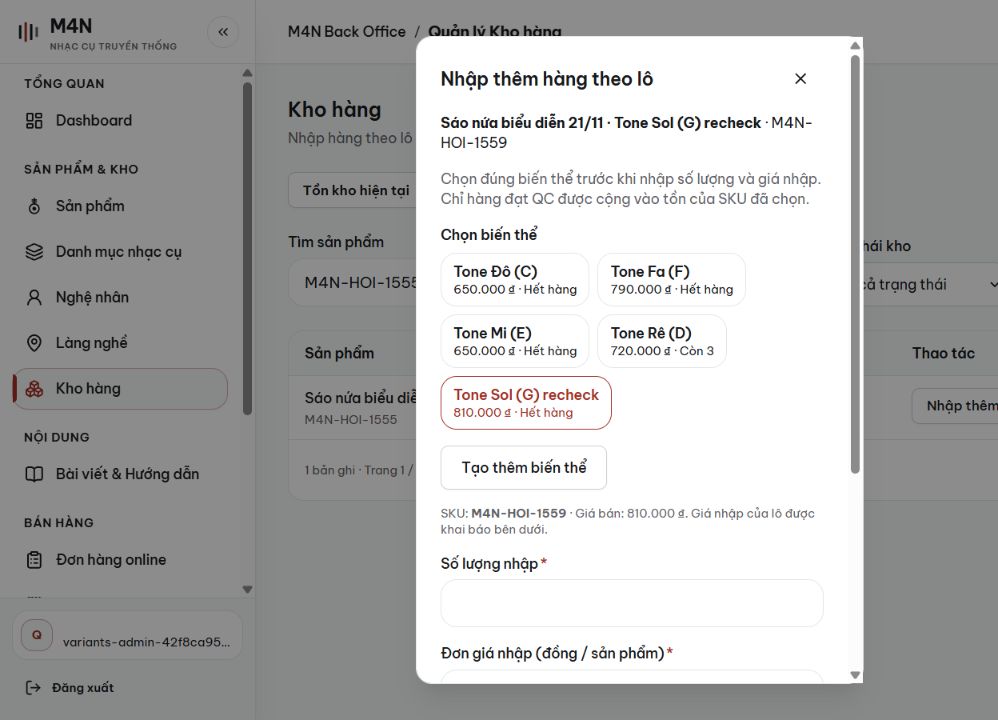 M4N
NHẠC CỤ TRUYỀN THỐNG
TỔNG QUAN
Dashboard
SẢN PHẨM & KHO
Sản phẩm
Danh mục nhạc cụ
Nghệ nhân
Làng nghề
Kho hàng
NỘI DUNG
Bài viết & Hướng dẫn
BÁN HÀNG
Đơn hàng online
Q
variants-admin-42f8ca95...
Đăng xuất
M4N Back Office / Quản lý Kho hàng
Kho hàng
Nhập hàng theo lô
Tồn kho hiện tại
Tìm sản phẩm
M4N-HOI-1555
kho
trạng thái
Sản phẩm
Thao tác
Sáo nứa biểu
M4N-HOI-1555
Nhập thêm
1 bản ghi · Trang 1 /
Nhập thêm hàng theo lô
Sáo nứa biểu diễn 21/11 · Tone Sol (G) recheck · M4N-
HOI-1559
Chọn đúng biến thể trước khi nhập số lượng và giá nhập.
Chỉ hàng đạt QC được cộng vào tồn của SKU đã chọn.
Chọn biến thể
Tone Đô (C)
650.000 ₫ · Hết hàng
Tone Fa (F)
790.000 ₫ · Hết hàng
Tone Mi (E)
650.000 ₫ · Hết hàng
Tone Rê (D)
720.000 ₫ · Còn 3
Tone Sol (G) recheck
810.000 ₫ · Hết hàng
Tạo thêm biến thể
SKU: M4N-HOI-1559 · Giá bán: 810.000 ₫. Giá nhập của lô được
khai báo bên dưới.
Số lượng nhập *
Đơn giá nhập (đồng / sản phẩm) *